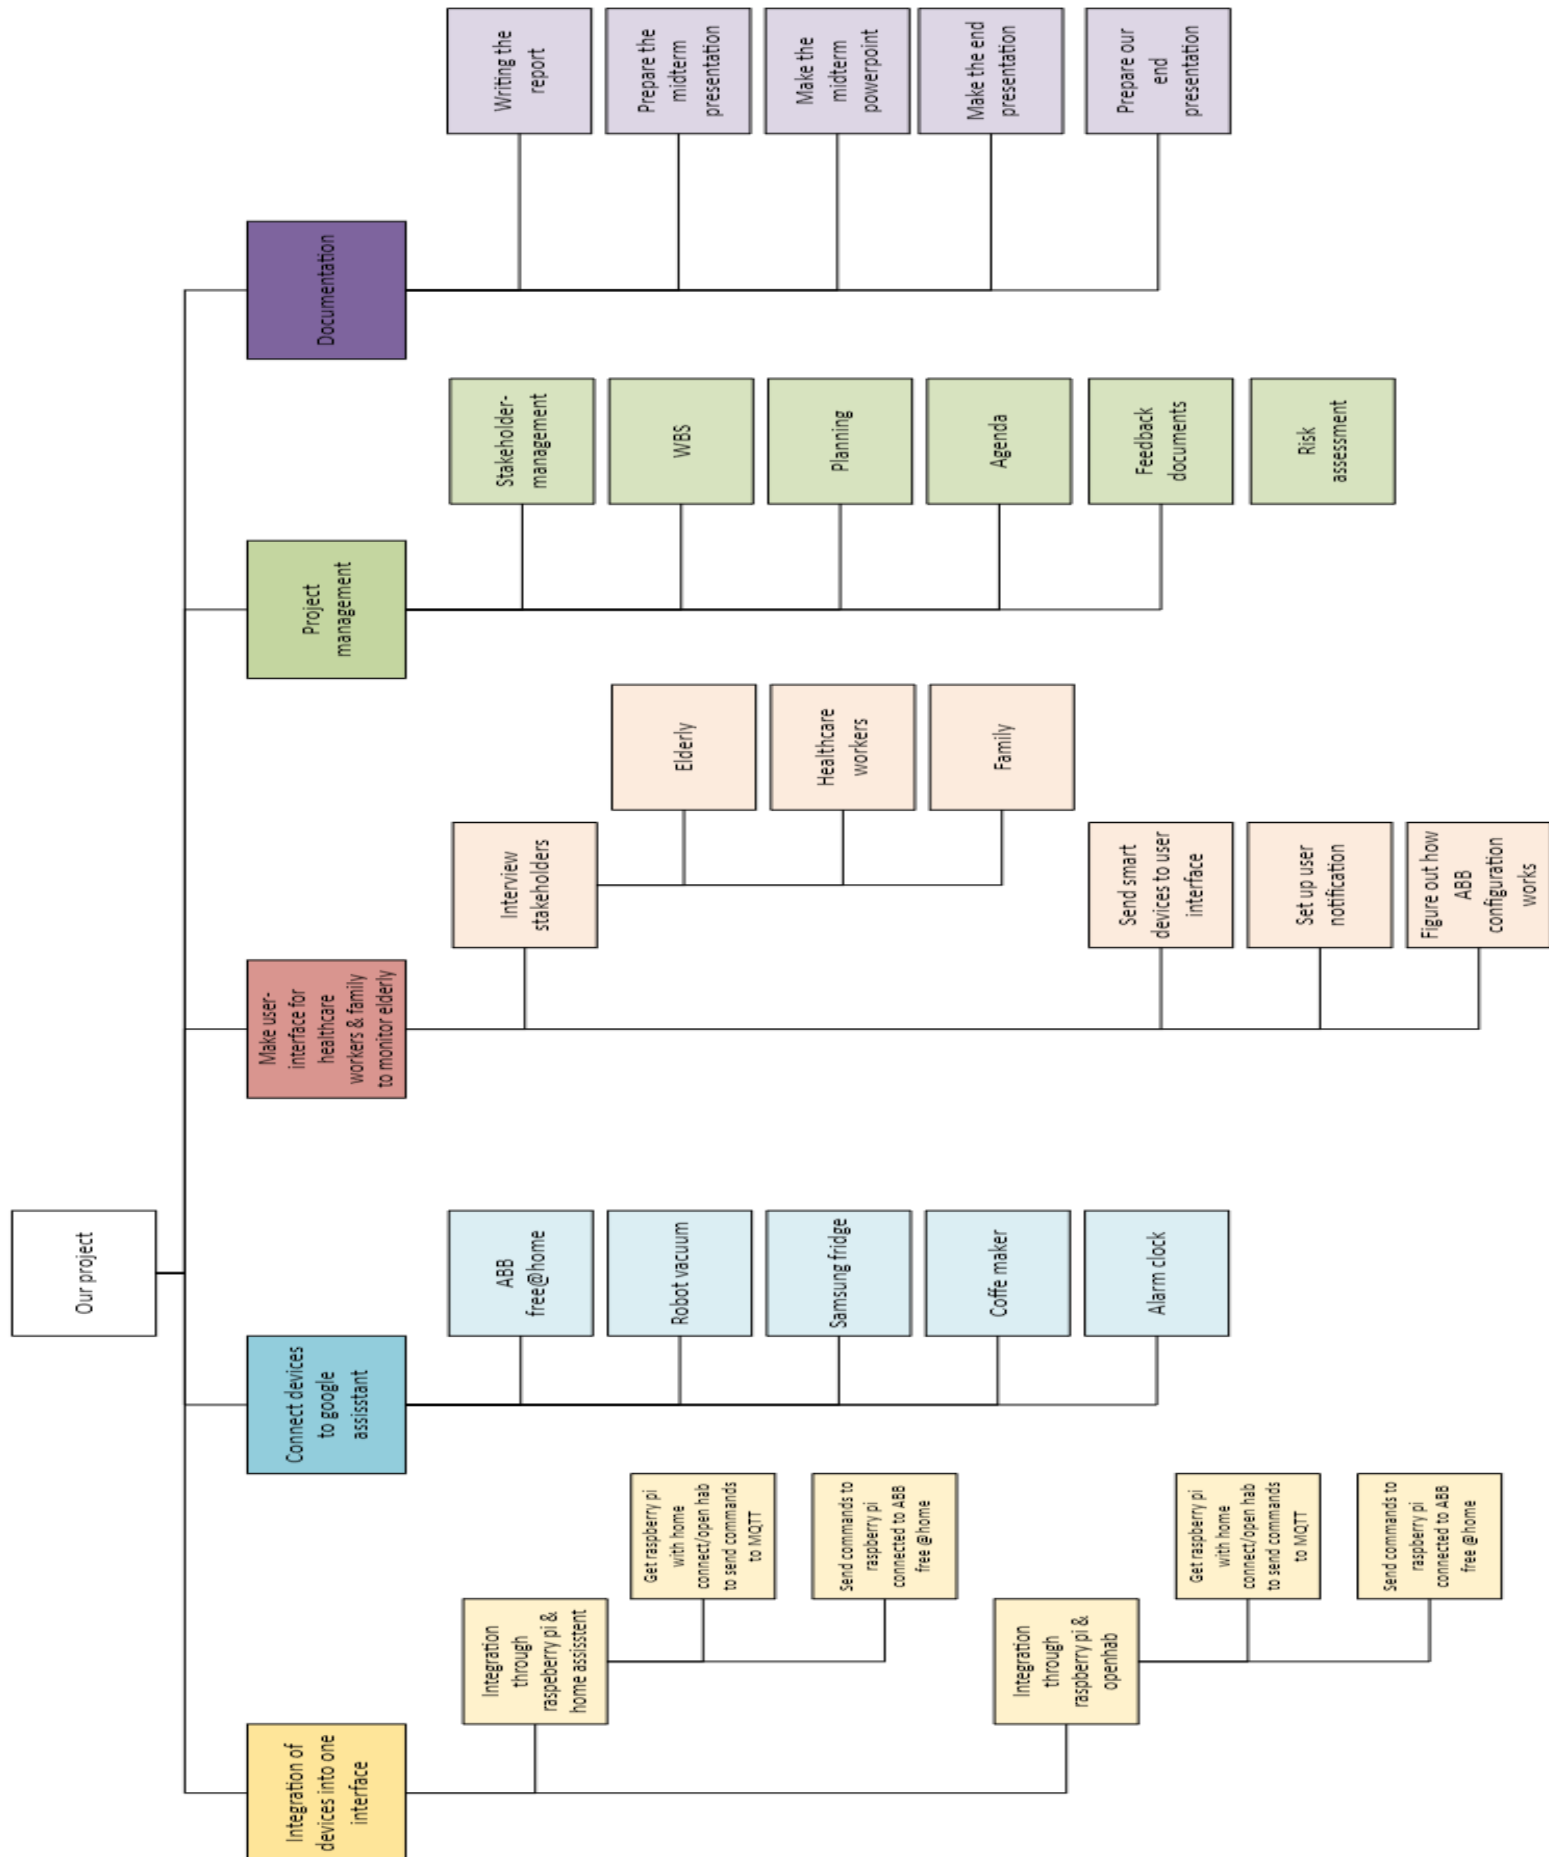 Our project
Integration of
devices into one
interface
Integration
through
raspeberry pi &
home assisstent
Get raspberry pi
with home
connect/open hab
to send commands
to MQTT
Send commands to
raspberry pi
connected to ABB
free @home
Integration
through
raspberry pi &
openhab
Get raspberry pi
with home
connect/open hab
to send commands
to MQTT
Send commands to
raspberry pi
connected to ABB
free @home
Connect devices
to google
assisstant
ABB
free@home
Robot vacuum
Samsung fridge
Coffe maker
Alarm clock
Make user-
interface for
healthcare
workers & family
to monitor elderly
Interview
stakeholders
Elderly
Healthcare
workers
Family
Send smart
devices to user
interface
Set up user
notification
Figure out how
ABB
configuration
works
Project
management
Stakeholder-
management
WBS
Planning
Agenda
Feedback
documents
Risk
assessment
Documentation
Writing the
report
Prepare the
midterm
presentation
Make the
midterm
powerpoint
Make the end
presentation
Prepare our
end
presentation